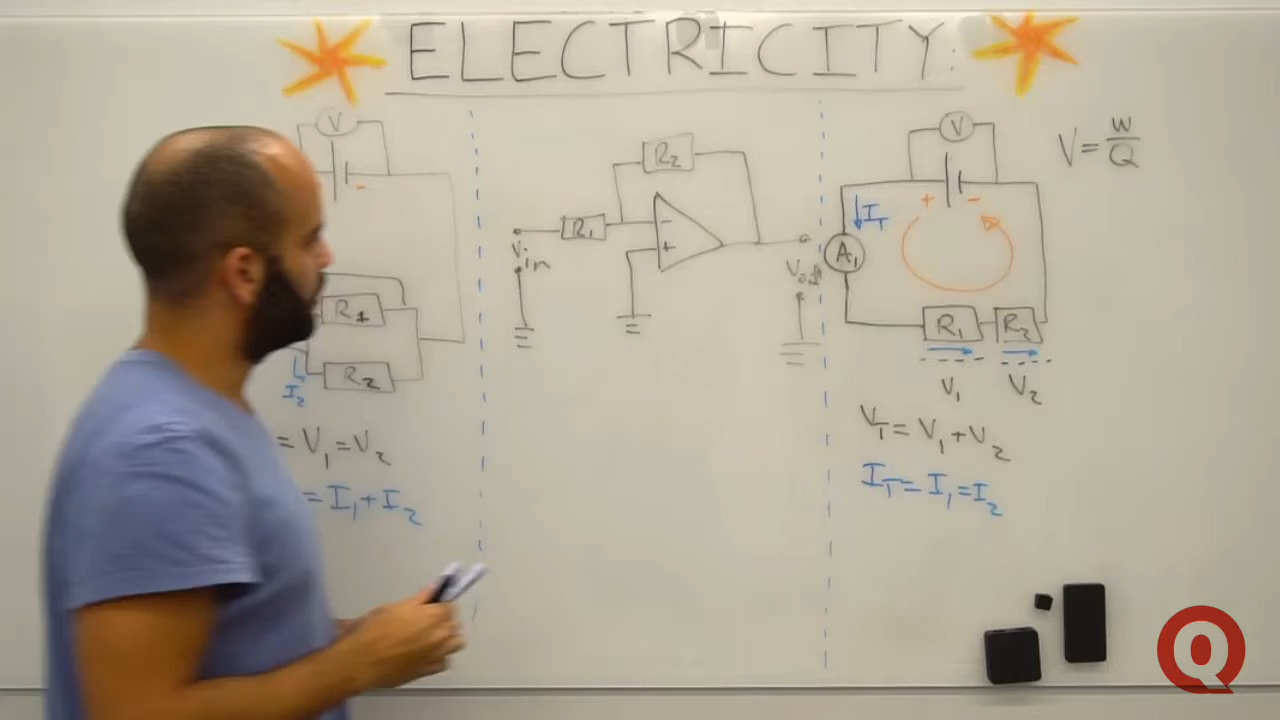 ELECTRICITY:
V
-
R1
R2
I2
= V1 = V2
= I1 + I2
R2
R1
-
+
Vin
Vout
V
+ -
IT
A1
R1 R2
V1 V2
VT = V1 + V2
IT = I1 = I2
V = W/Q
Q